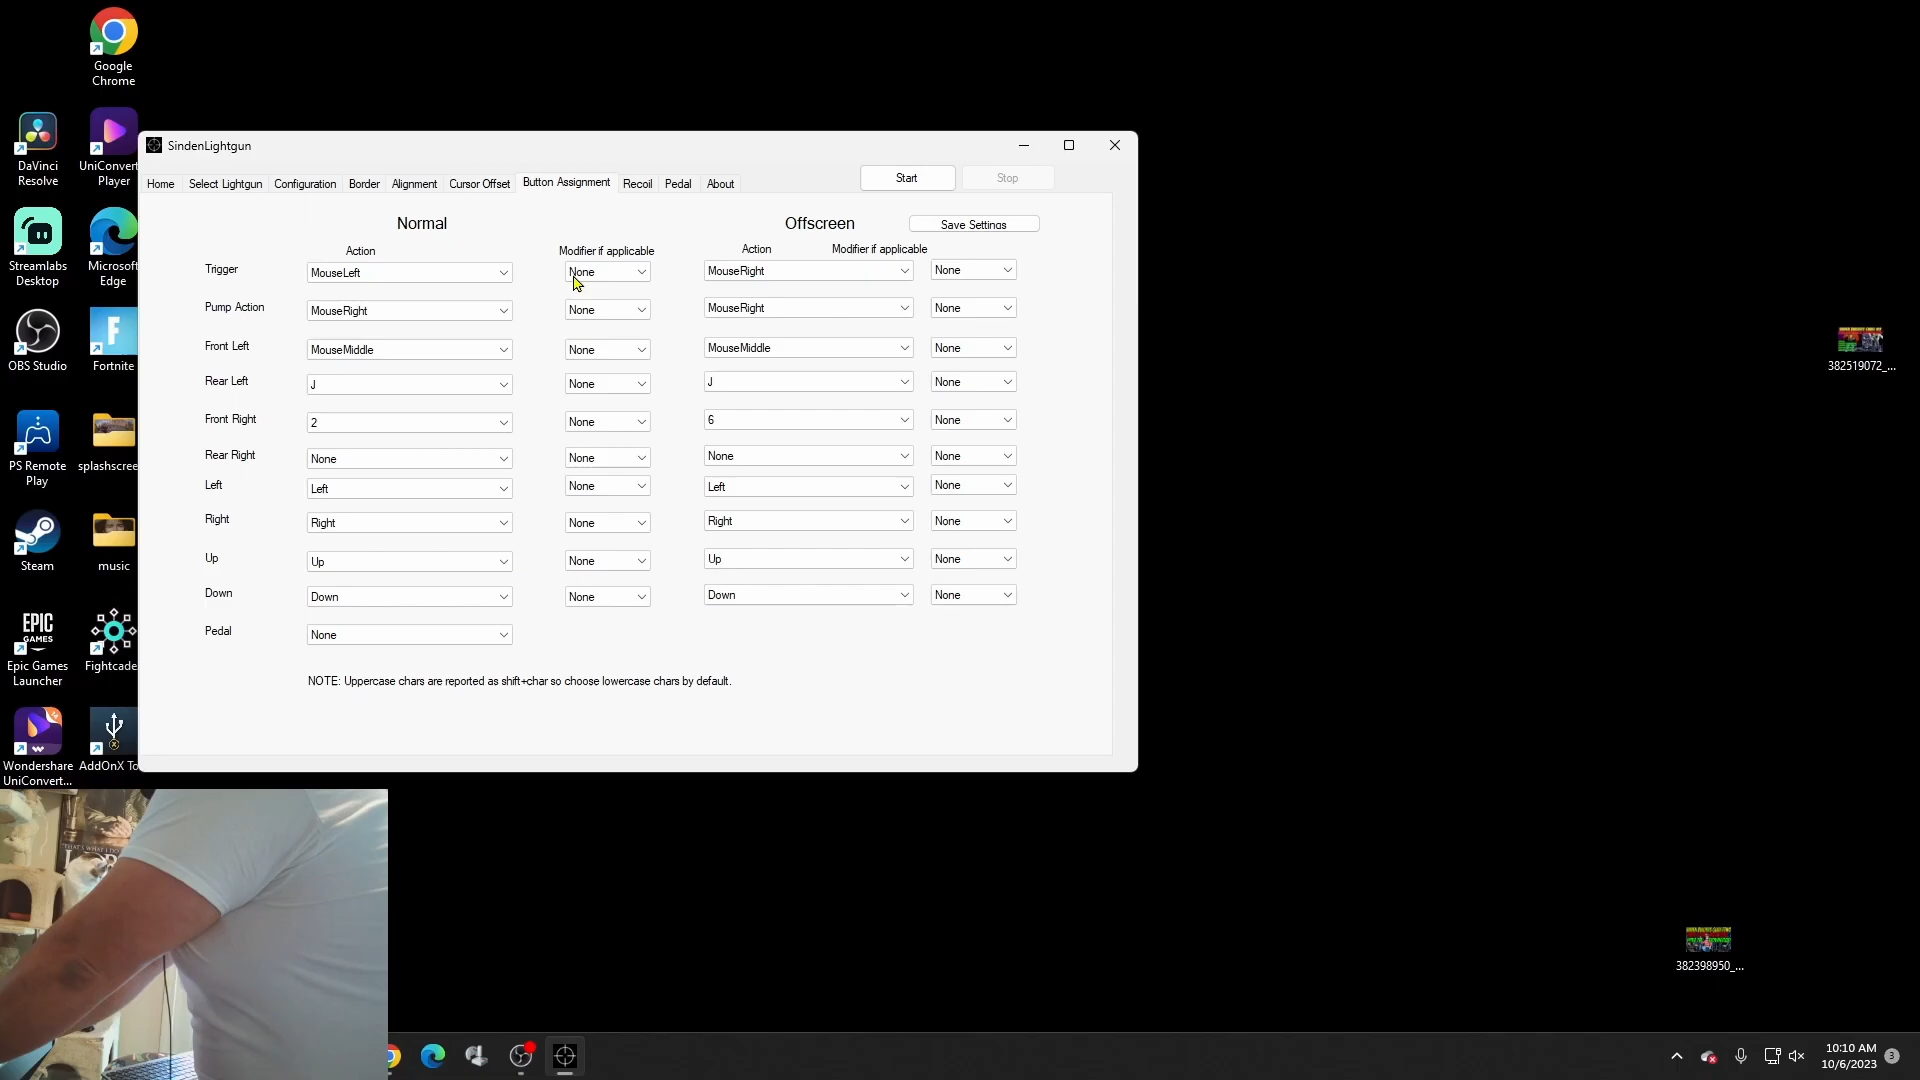 Google
Chrome
DaVinci
Resolve
UniConvert
Player
Streamlabs
Desktop
Microsoft
Edge
OBS Studio
Fortnite
PS Remote
Play
splashscree
Steam
music
EPIC
GAMES
Epic Games
Launcher
Fightcade
Wondershare
UniConvert...
AddOnX To
SindenLightgun
Home
Select Lightgun
Configuration
Border
Alignment
Cursor Offset
Button Assignment
Recoil
Pedal
About
Start
Stop
Normal
Offscreen
Save Settings
Action
Modifier if applicable
Action
Modifier if applicable
Trigger
MouseLeft
None
MouseRight
None
Pump Action
MouseRight
None
MouseRight
None
Front Left
MouseMiddle
None
MouseMiddle
None
Rear Left
J
None
J
None
Front Right
2
None
6
None
Rear Right
None
None
None
None
Left
Left
None
Left
None
Right
Right
None
Right
None
Up
Up
None
Up
None
Down
Down
None
Down
None
Pedal
None
NOTE: Uppercase chars are reported as shift+char so choose lowercase chars by default.
382519072_...
382398950_...
"THAT'S WHAT I DO
10:10 AM
10/6/2023
3